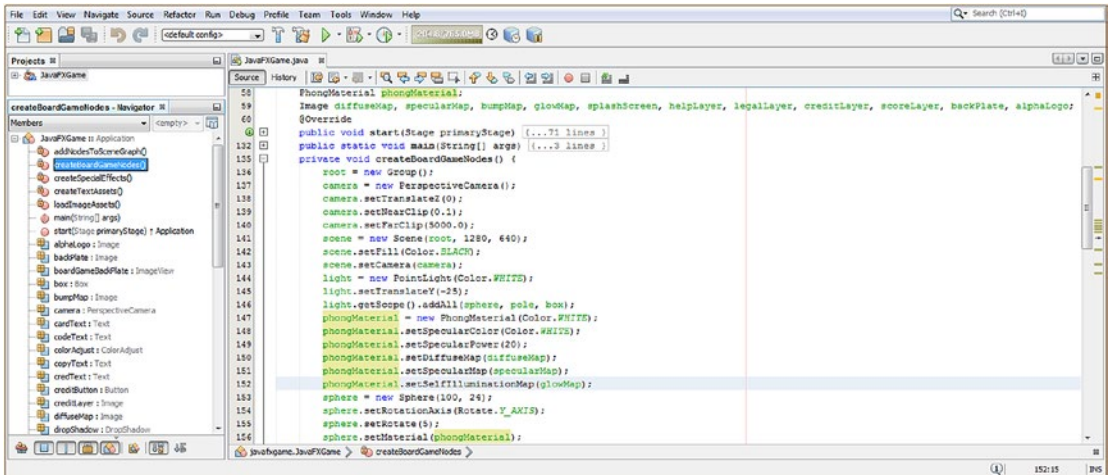 File Edit View Navigate Source Refactor Run Debug Profile Team Tools Window Help
Search (Ctrl+I)
<default config>
Projects
JavaFXGame
createBoardGameNodes - Navigator
Members
<empty>
JavaFXGame :: Application
addNodesToSceneGraph()
createBoardGameNodes()
createSpecialEffects()
createTextAssets()
loadImageAssets()
main(String[] args)
start(Stage primaryStage) ↑ Application
alphaLogo : Image
backPlate : Image
boardGameBackPlate : ImageView
box : Box
bumpMap : Image
camera : PerspectiveCamera
cardText : Text
codeText : Text
colorAdjust : ColorAdjust
copyText : Text
credText : Text
creditButton : Button
creditLayer : Image
diffuseMap : Image
dropShadow : DropShadow
JavaFXGame.java
Source History
58 PhongMaterial phongMaterial;
59 Image diffuseMap, specularMap, bumpMap, glowMap, splashScreen, helpLayer, legalLayer, creditLayer, scoreLayer, backPlate, alphaLogo;
60 @Override
public void start(Stage primaryStage) {...71 lines }
132 public static void main(String[] args) {...3 lines }
135 private void createBoardGameNodes() {
136 root = new Group();
137 camera = new PerspectiveCamera();
138 camera.setTranslateZ(0);
139 camera.setNearClip(0.1);
140 camera.setFarClip(5000.0);
141 scene = new Scene(root, 1280, 640);
142 scene.setFill(Color.BLACK);
143 scene.setCamera(camera);
144 light = new PointLight(Color.WHITE);
145 light.setTranslateY(-25);
146 light.getScope().addAll(sphere, pole, box);
147 phongMaterial = new PhongMaterial(Color.WHITE);
148 phongMaterial.setSpecularColor(Color.WHITE);
149 phongMaterial.setSpecularPower(20);
150 phongMaterial.setDiffuseMap(diffuseMap);
151 phongMaterial.setSpecularMap(specularMap);
152 phongMaterial.setSelfIlluminationMap(glowMap);
153 sphere = new Sphere(100, 24);
154 sphere.setRotationAxis(Rotate.Y_AXIS);
155 sphere.setRotate(5);
156 sphere.setMaterial(phongMaterial);
javafxgame.JavaFXGame
createBoardGameNodes
152:15
INS